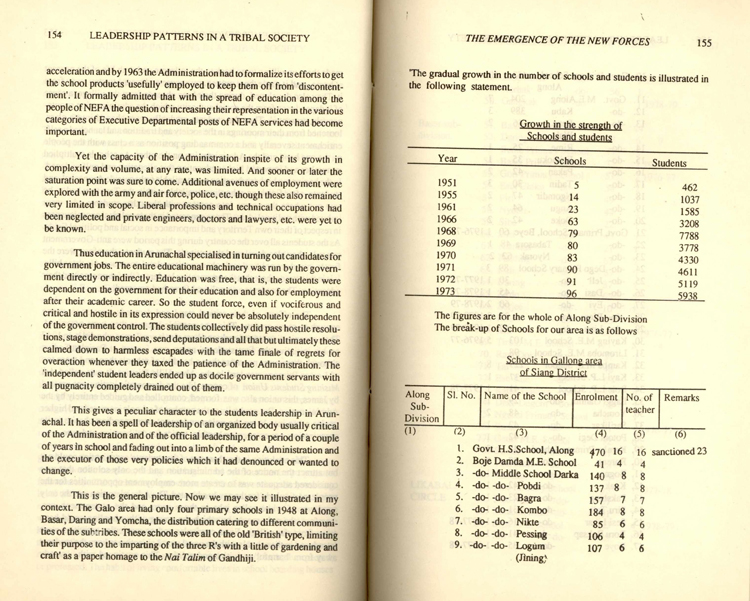 154 LEADERSHIP PATTERNS IN A TRIBAL SOCIETY
acceleration and by 1963 the Administration had to formalize its efforts to get
the school products 'usefully' employed to keep them off from 'discontent-
ment'. It formally admitted that with the spread of education among the
people of NEFA the question of increasing their representation in the various
categories of Executive Departmental posts of NEFA services had become
important.
Yet the capacity of the Administration inspite of its growth in
complexity and volume, at any rate, was limited. And sooner or later the
saturation point was sure to come. Additional avenues of employment were
explored with the army and air force, police, etc. though these also remained
very limited in scope. Liberal professions and technical occupations had
been neglected and private engineers, doctors and lawyers, etc. were yet to
be known.
Thus education in Arunachal specialised in turning out candidates for
government jobs. The entire educational machinery was run by the govern-
ment directly or indirectly. Education was free, that is, the students were
dependent on the government for their education and also for employment
after their academic career. So the student force, even if vociferous and
critical and hostile in its expression could never be absolutely independent
of the government control. The students collectively did pass hostile resolu-
tions, stage demonstrations, send deputations and all that but ultimately these
calmed down to harmless escapades with the tame finale of regrets for
overaction whenever they taxed the patience of the Administration. The
'independent' student leaders ended up as docile government servants with
all pugnacity completely drained out of them.
This gives a peculiar character to the students leadership in Arun-
achal. It has been a spell of leadership of an organized body usually critical
of the Administration and of the official leadership, for a period of a couple
of years in school and fading out into a limb of the same Administration and
the executor of those very policies which it had denounced or wanted to
change.
This is the general picture. Now we may see it illustrated in my
context. The Galo area had only four primary schools in 1948 at Along,
Basar, Daring and Yomcha, the distribution catering to different communi-
ties of the subtribes. These schools were all of the old 'British' type, limiting
their purpose to the imparting of the three R's with a little of gardening and
craft' as a paper homage to the Nai Talim of Gandhiji.
THE EMERGENCE OF THE NEW FORCES 155
'The gradual growth in the number of schools and students is illustrated in
the following statement.
Growth in the strength of
Schools and students
Year Schools Students
1951 5 462
1955 14 1037
1961 23 1585
1966 63 3208
1968 79 7788
1969 80 3778
1970 83 4330
1971 90 4611
1972 91 5119
1973 96 5938
The figures are for the whole of Along Sub-Division
The break-up of Schools for our area is as follows
Schools in Gallong area
of Siang District
Along Sl. No. Name of the School Enrolment No. of Remarks
Sub- teacher
Division
(1) (2) (3) (4) (5) (6)
1. Govt. H.S.School, Along 470 16 16 sanctioned 23
2. Boje Damda M.E. School 41 4 4
3. -do- Middle School Darka 140 8 8
4. -do- -do- Pobdi 137 8 8
5. -do- -do- Bagra 157 7 7
6. -do- -do- Kombo 184 8 8
7. -do- -do- Nikte 85 6 6
8. -do- -do- Pessing 106 4 4
9. -do- -do- Logum 107 6 6
(Jining)